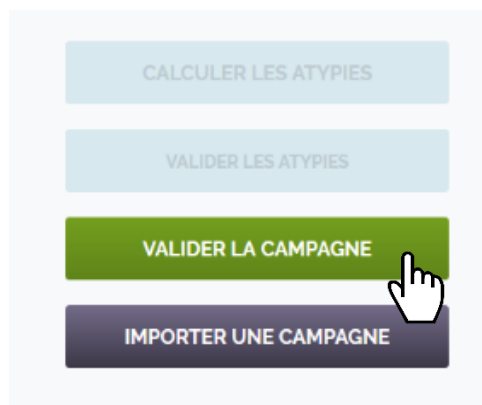 CALCULER LES ATYPIES
VALIDER LES ATYPIES
VALIDER LA CAMPAGNE
IMPORTER UNE CAMPAGNE